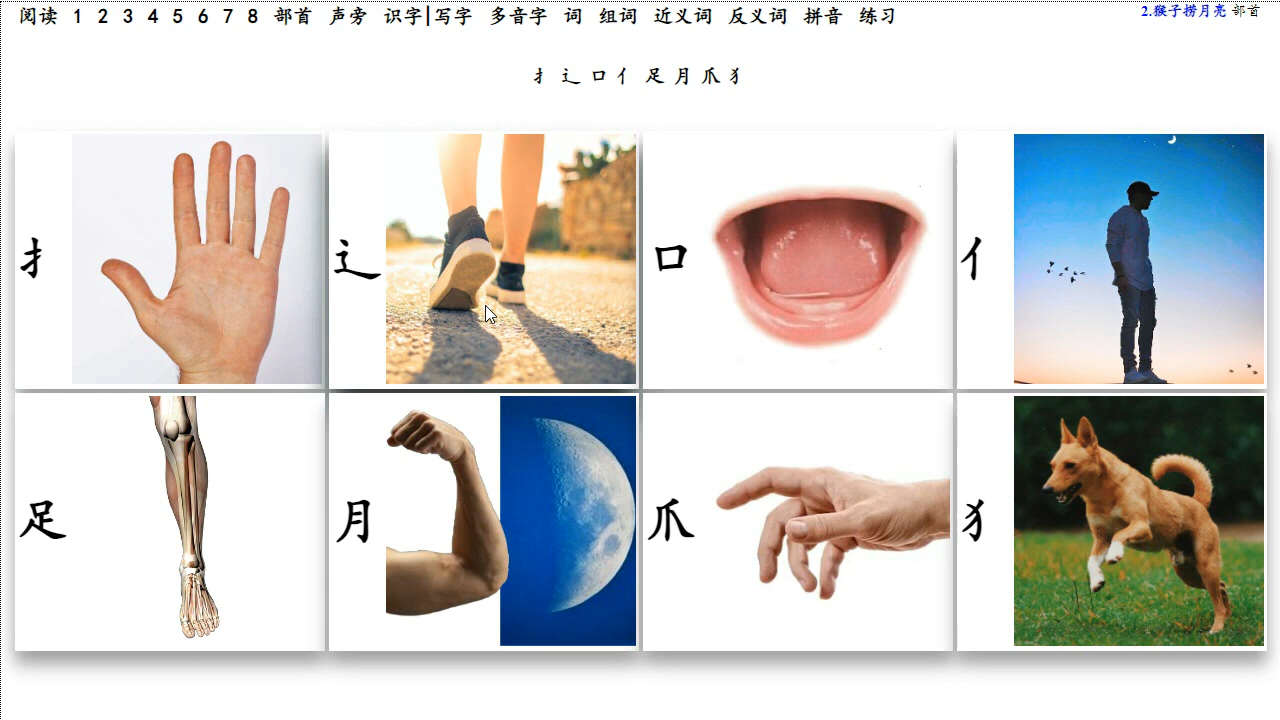 阅读 1 2 3 4 5 6 7 8 部首 声旁 识字|写字 多音字 词 组词 近义词 反义词 拼音 练习
2.猴子捞月亮 部首
扌 辶 口 亻 足 月 爪 犭
扌 辶 口 亻
足 月 爪 犭